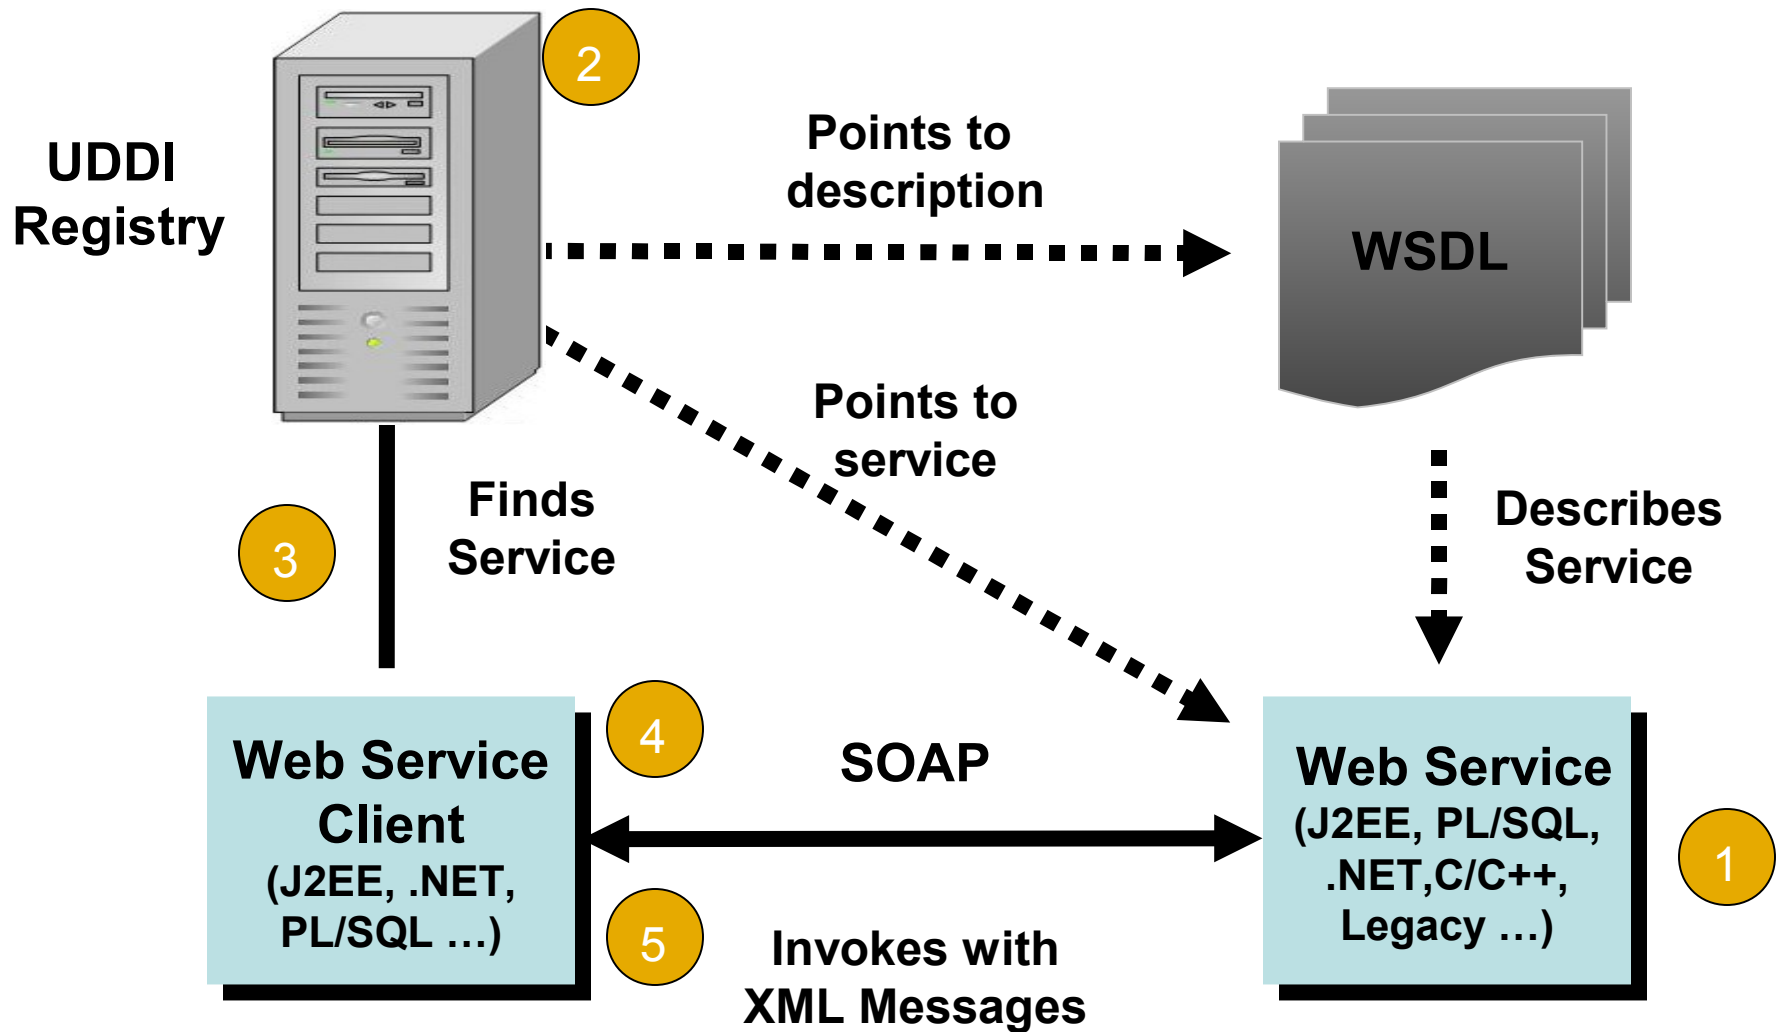 2
UDDI
Registry
Points to
description
WSDL
Points to
service
Finds
Service
3
Describes
Service
4
Web Service
Client
(J2EE, .NET,
PL/SQL …)
SOAP
Web Service
(J2EE, PL/SQL,
.NET,C/C++,
Legacy …)
1
5
Invokes with
XML Messages